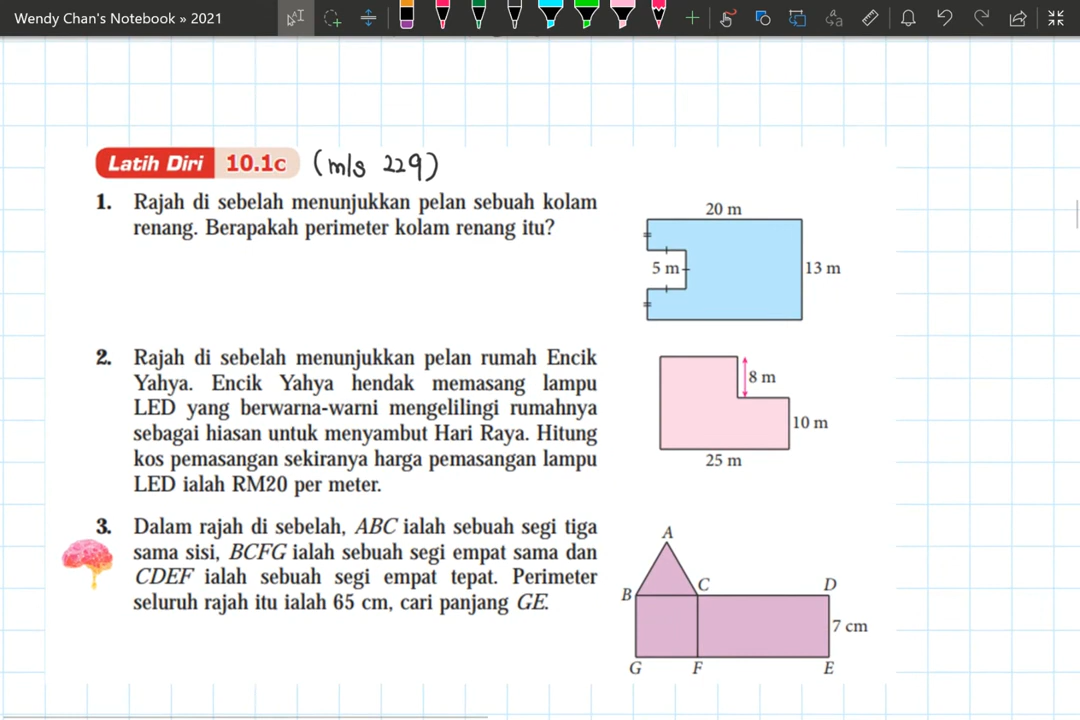 Wendy Chan's Notebook » 2021
Latih Diri 10.1c (m/s 229)
1. Rajah di sebelah menunjukkan pelan sebuah kolam
renang. Berapakah perimeter kolam renang itu?
20 m
5 m
13 m
2. Rajah di sebelah menunjukkan pelan rumah Encik
Yahya. Encik Yahya hendak memasang lampu
LED yang berwarna-warni mengelilingi rumahnya
sebagai hiasan untuk menyambut Hari Raya. Hitung
kos pemasangan sekiranya harga pemasangan lampu
LED ialah RM20 per meter.
8 m
10 m
25 m
3. Dalam rajah di sebelah, ABC ialah sebuah segi tiga
sama sisi, BCFG ialah sebuah segi empat sama dan
CDEF ialah sebuah segi empat tepat. Perimeter
seluruh rajah itu ialah 65 cm, cari panjang GE.
A
B
C
D
7 cm
G
F
E